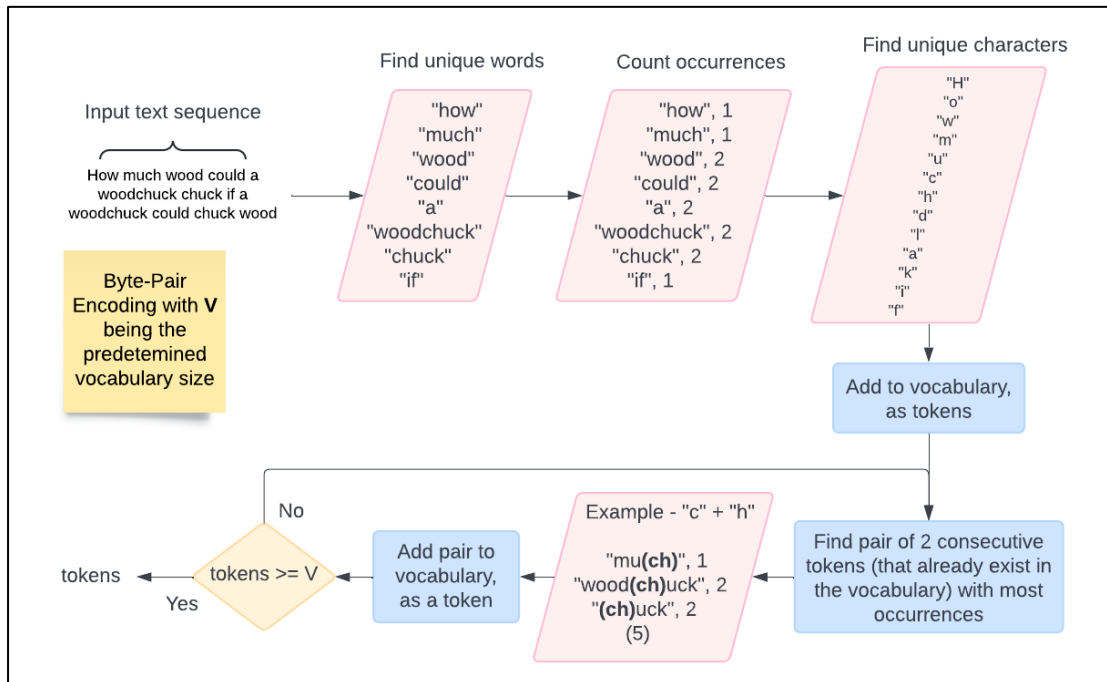 Input text sequence
How much wood could a
woodchuck chuck if a
woodchuck could chuck wood
Byte-Pair
Encoding with V
being the
predetemined
vocabulary size
Find unique words
"how"
"much"
"wood"
"could"
"a"
"woodchuck"
"chuck"
"if"
Count occurrences
"how", 1
"much", 1
"wood", 2
"could", 2
"a", 2
"woodchuck", 2
"chuck", 2
"if", 1
Find unique characters
"H"
"o"
"w"
"m"
"u"
"c"
"h"
"d"
"l"
"a"
"k"
"i"
"f"
Add to vocabulary,
as tokens
Find pair of 2 consecutive
tokens (that already exist in
the vocabulary) with most
occurrences
Example - "c" + "h"
"mu(ch)", 1
"wood(ch)uck", 2
"(ch)uck", 2
(5)
Add pair to
vocabulary,
as a token
tokens >= V
No
Yes
tokens